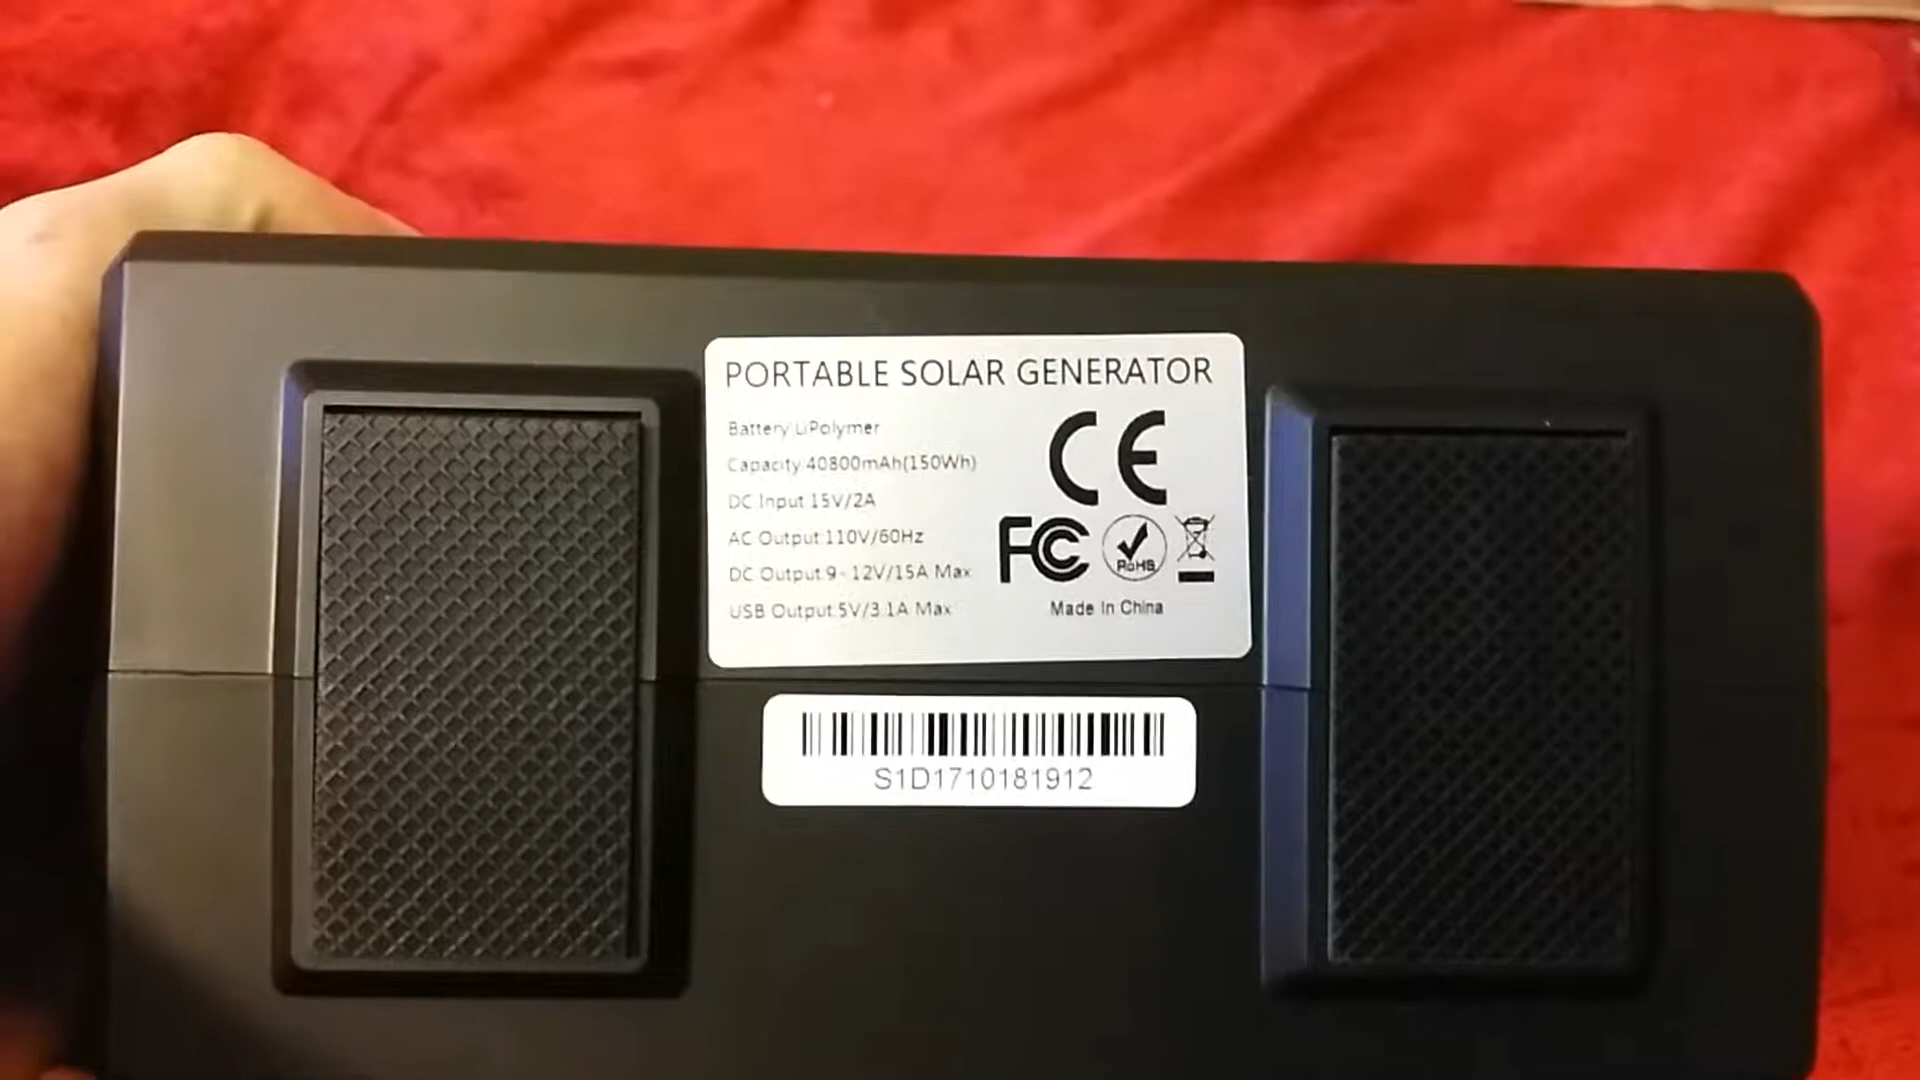 PORTABLE SOLAR GENERATOR
Battery:LiPolymer
Capacity:40800mAh(150Wh)
DC Input:15V/2A
AC Output:110V/60Hz
DC Output:9~12V/15A Max
USB Output:5V/3.1A Max
CE
FC
RoHS
Made In China
S1D1710181912